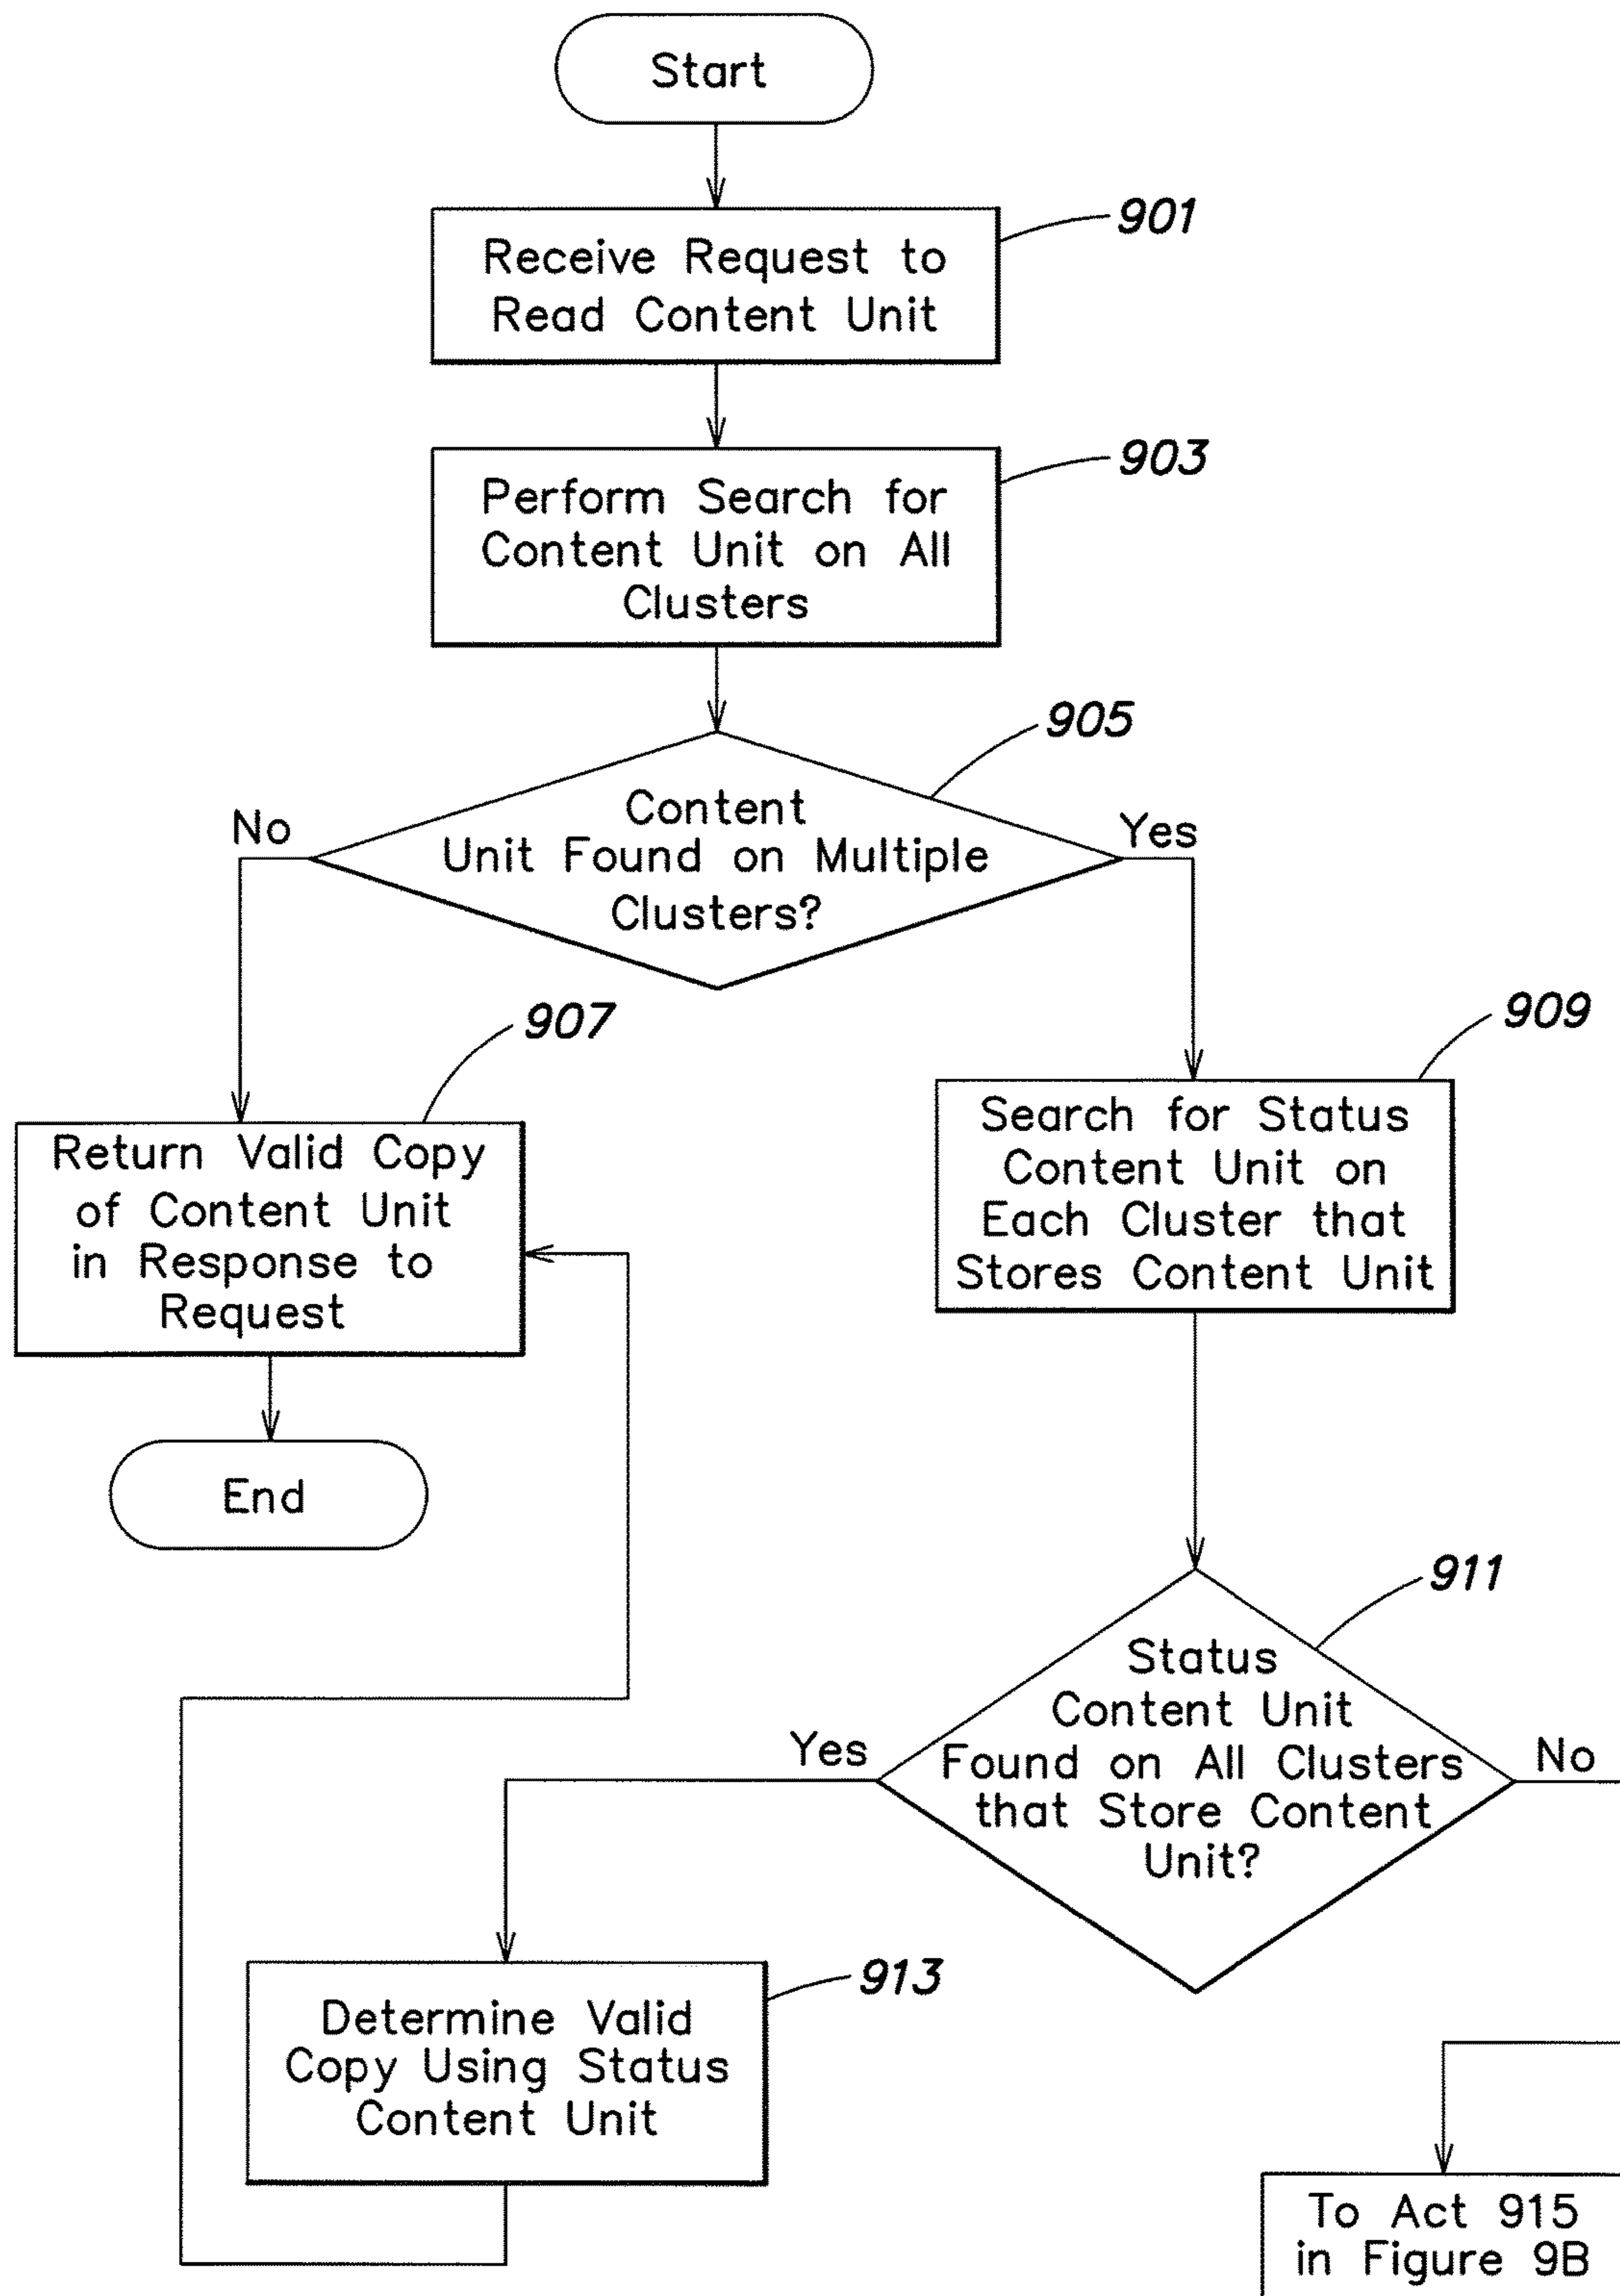 Start
901
Receive Request to
Read Content Unit
903
Perform Search for
Content Unit on All
Clusters
905
No
Yes
Content
Unit Found on Multiple
Clusters?
907
909
Return Valid Copy
of Content Unit
in Response to
Request
Search for Status
Content Unit on
Each Cluster that
Stores Content Unit
End
911
Status
Content Unit
Found on All Clusters
that Store Content
Unit?
Yes
No
913
Determine Valid
Copy Using Status
Content Unit
To Act 915
in Figure 9B